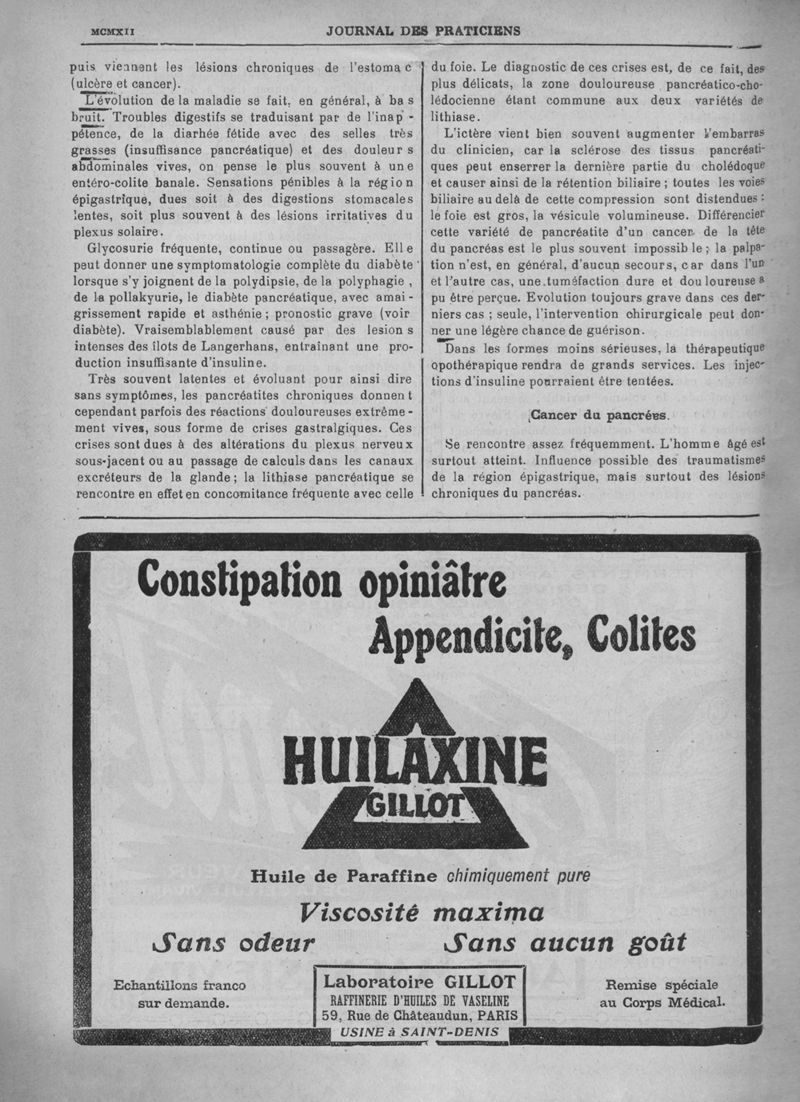 MCMXII
JOURNAL DES PRATICIENS
puis viennent les lésions chroniques de l'estomac
(ulcère et cancer).
L'évolution de la maladie se fait, en général, à bas
bruit. Troubles digestifs se traduisant par de l'inap-
pétence, de la diarhée fétide avec des selles très
grasses (insuffisance pancréatique) et des douleurs
abdominales vives, on pense le plus souvent à une
entéro-colite banale. Sensations pénibles à la région
épigastrique, dues soit à des digestions stomacales
lentes, soit plus souvent à des lésions irritatives du
plexus solaire.
Glycosurie fréquente, continue ou passagère. Elle
peut donner une symptomatologie complète du diabète
lorsque s'y joignent de la polydipsie, de la polyphagie,
de la pollakyurie, le diabète pancréatique, avec amai-
grissement rapide et asthénie ; pronostic grave (voir
diabète). Vraisemblablement causé par des lesions
intenses des îlots de Langerhans, entraînant une pro-
duction insuffisante d'insuline.
Très souvent latentes et évoluant pour ainsi dire
sans symptômes, les pancréatites chroniques donnent
cependant parfois des réactions douloureuses extrême-
ment vives, sous forme de crises gastralgiques. Ces
crises sont dues à des altérations du plexus nerveux
sous-jacent ou au passage de calculs dans les canaux
excréteurs de la glande ; la lithiase pancréatique se
rencontre en effet en concomitance fréquente avec celle
du foie. Le diagnostic de ces crises est, de ce fait, des
plus délicats, la zone douloureuse pancréatico-cho-
lédocienne étant commune aux deux variétés de
lithiase.
L'ictère vient bien souvent augmenter l'embarras
du clinicien, car la sclérose des tissus pancréati-
ques peut enserrer la dernière partie du cholédoque
et causer ainsi de la rétention biliaire ; toutes les voies
biliaire au delà de cette compression sont distendues :
le foie est gros, la vésicule volumineuse. Différencier
cette variété de pancréatite d'un cancer de la tête
du pancréas est le plus souvent impossible ; la palpa-
tion n'est, en général, d'aucun secours, car dans l'un
et l'autre cas, une tuméfaction dure et douloureuse a
pu être perçue. Evolution toujours grave dans ces der-
niers cas ; seule, l'intervention chirurgicale peut don-
ner une légère chance de guérison.
Dans les formes moins sérieuses, la thérapeutique
opothérapique rendra de grands services. Les injec-
tions d'insuline pourraient être tentées.
Cancer du pancrées.
Se rencontre assez fréquemment. L'homme âgé est
surtout atteint. Influence possible des traumatismes
de la région épigastrique, mais surtout des lésions
chroniques du pancréas.
Constipation opiniâtre
Appendicite, Colites
HUILAXINE
GILLOT
Huile de Paraffine chimiquement pure
Viscosité maxima
Sans odeur Sans aucun goût
Echantillons franco
sur demande.
Laboratoire GILLOT
RAFFINERIE D'HUILES DE VASELINE
59, Rue de Châteaudun, PARIS
USINE à SAINT-DENIS
Remise spéciale
au Corps Médical.